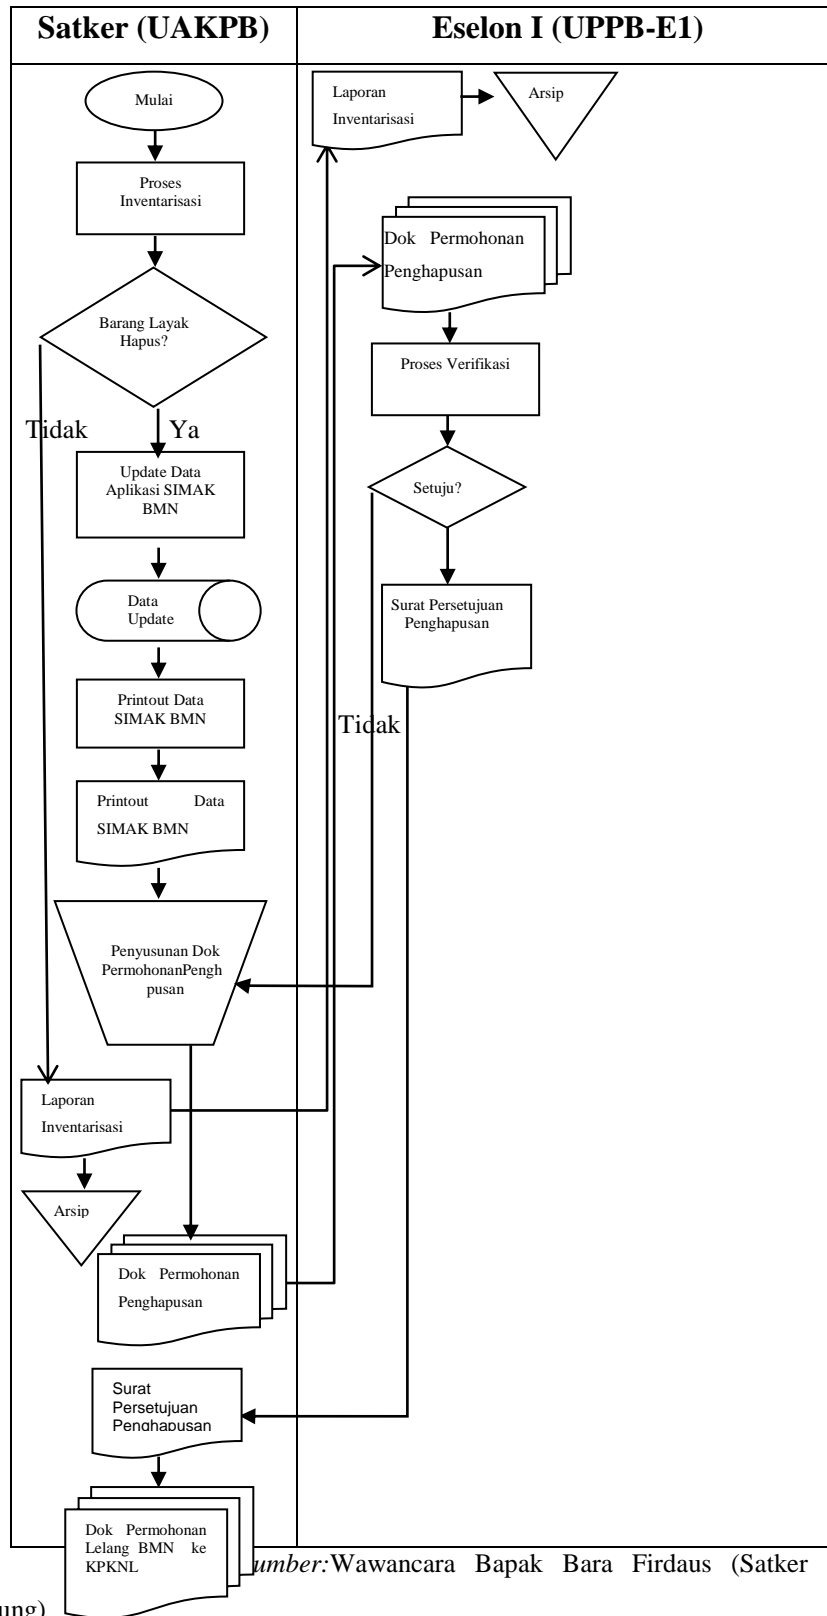 Satker (UAKPB)
Eselon I (UPPB-E1)
Mulai
Proses
Inventarisasi
Barang Layak
Hapus?
Tidak
Ya
Update Data
Aplikasi SIMAK
BMN
Data
Update
Printout Data
SIMAK BMN
Printout Data
SIMAK BMN
Penyusunan Dok
PermohonanPengh
pusan
Laporan
Inventarisasi
Arsip
Dok Permohonan
Penghapusan
Surat
Persetujuan
Penghapusan
Dok Permohonan
Lelang BMN ke
KPKNL
Laporan
Inventarisasi
Arsip
Dok Permohonan
Penghapusan
Proses Verifikasi
Setuju?
Surat Persetujuan
Penghapusan
Tidak
umber:Wawancara Bapak Bara Firdaus (Satker
ung)